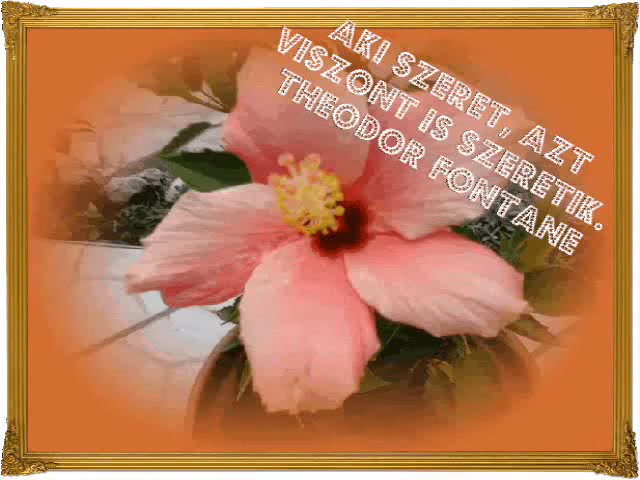 AKI SZERET, AZT
VISZONT IS SZERETIK.
THEODOR FONTANE